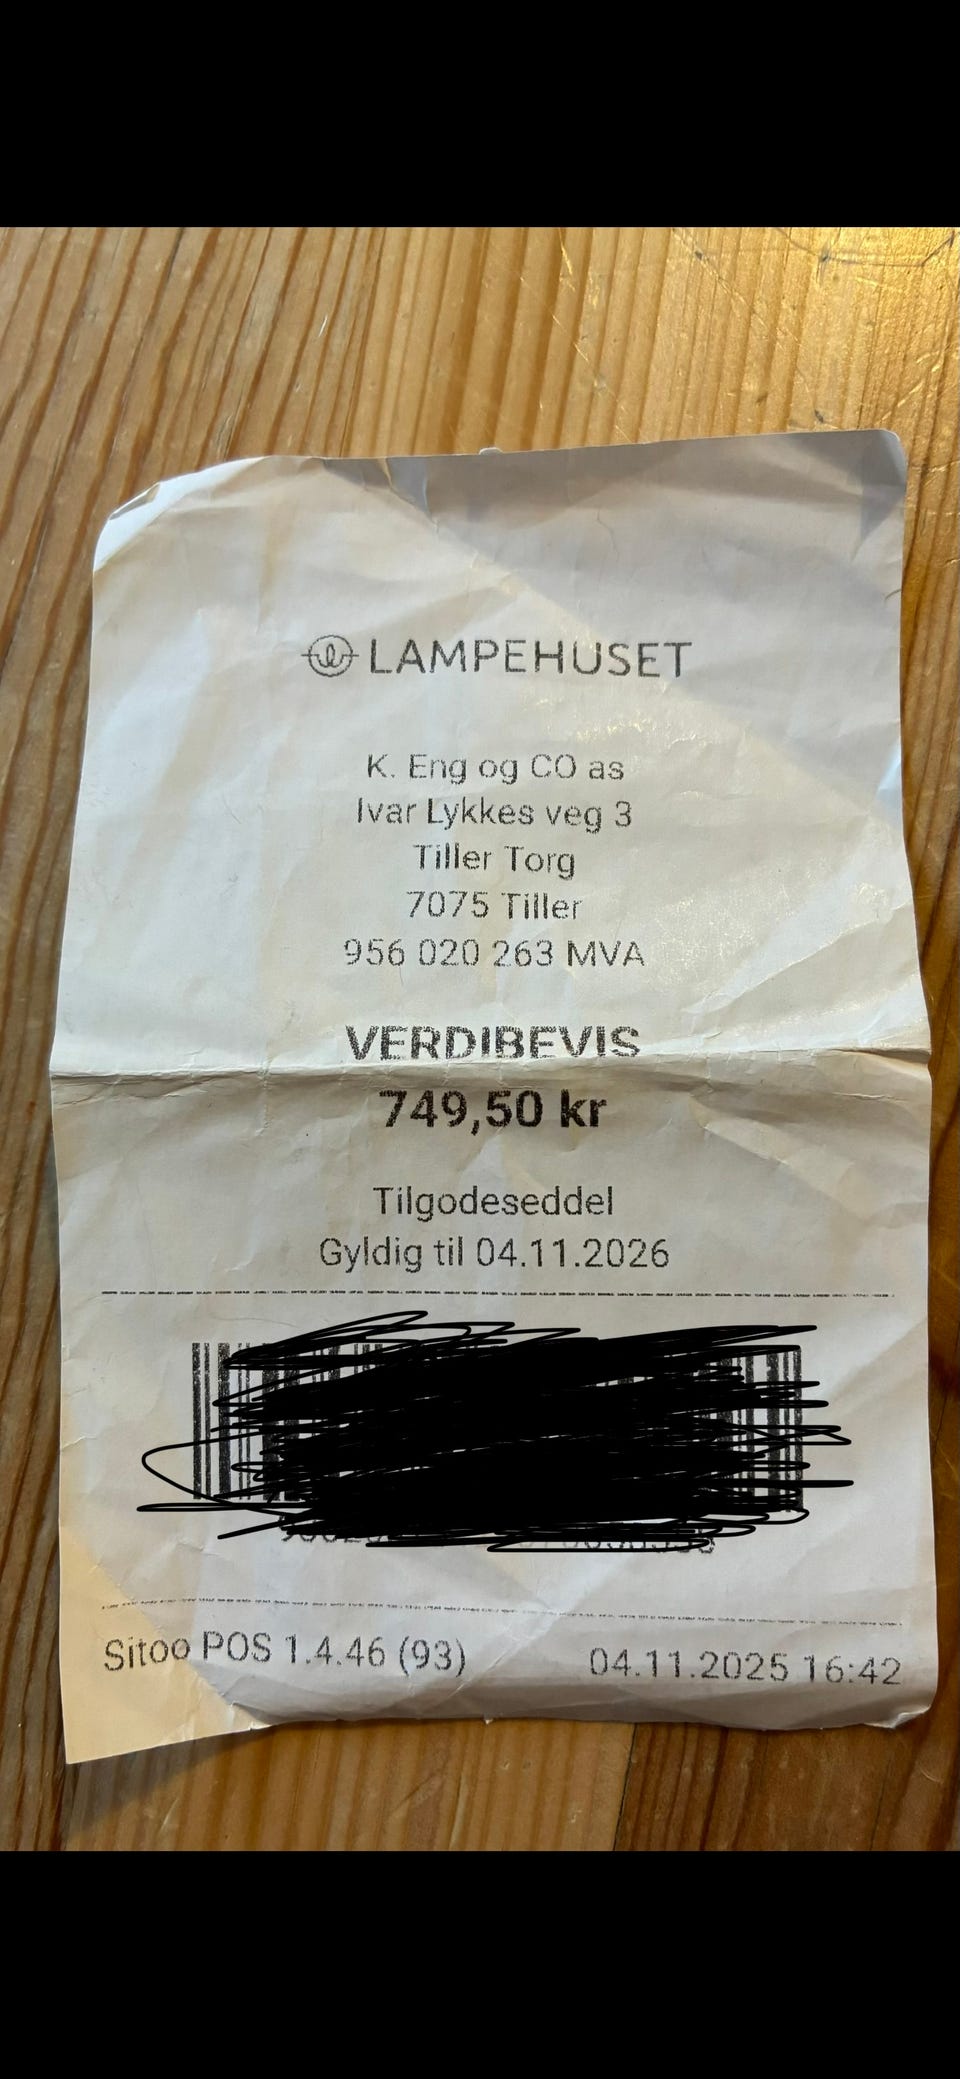 LAMPEHUSET
K. Eng og CO as
Ivar Lykkes veg 3
Tiller Torg
7075 Tiller
956 020 263 MVA
VERDIBEVIS
749,50 kr
Tilgodeseddel
Gyldig til 04.11.2026
Sitoo POS 1.4.46 (93) 04.11.2025 16:42